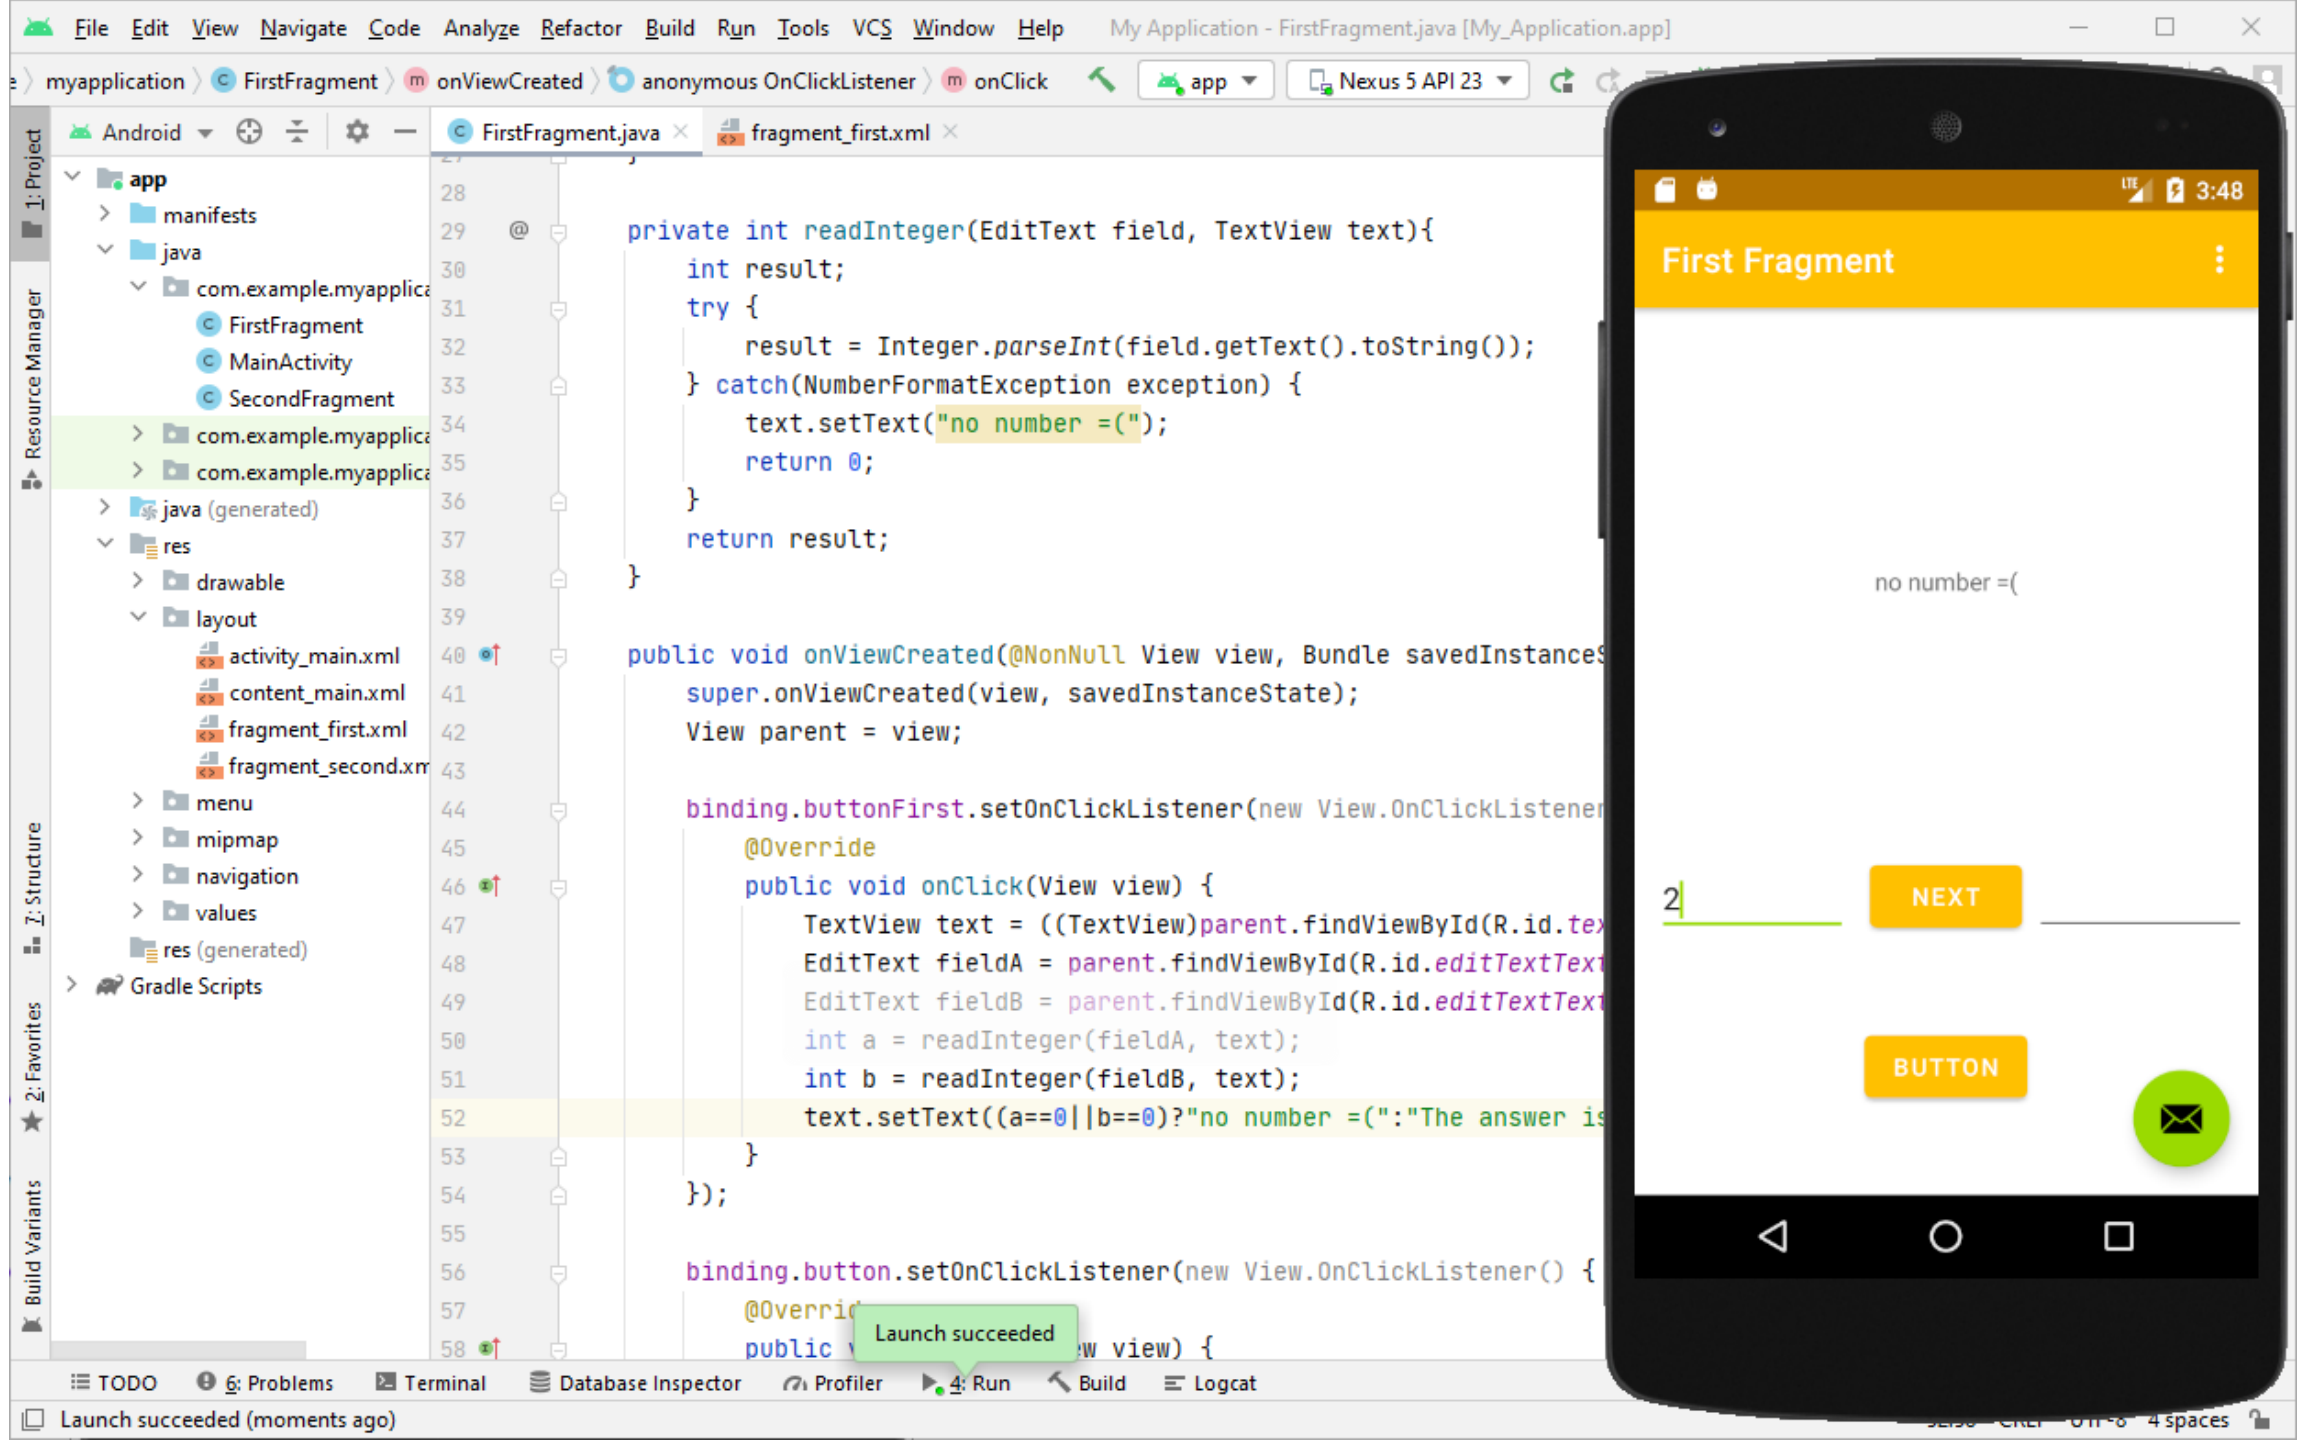 File Edit View Navigate Code Analyze Refactor Build Run Tools VCS Window Help My Application - FirstFragment.java [My_Application.app]
myapplication FirstFragment m onViewCreated anonymous OnClickListener m onClick app Nexus 5 API 23
Android FirstFragment.java fragment_first.xml
1: Project
Resource Manager
7: Structure
2: Favorites
Build Variants
app
manifests
java
com.example.myapplica
FirstFragment
MainActivity
SecondFragment
com.example.myapplica
com.example.myapplica
java (generated)
res
drawable
layout
activity_main.xml
content_main.xml
fragment_first.xml
fragment_second.xm
menu
mipmap
navigation
values
res (generated)
Gradle Scripts
28
29 @ private int readInteger(EditText field, TextView text){
30 int result;
31 try {
32 result = Integer.parseInt(field.getText().toString());
33 } catch(NumberFormatException exception) {
34 text.setText("no number =(");
35 return 0;
36 }
37 return result;
38 }
39
40 public void onViewCreated(@NonNull View view, Bundle savedInstanceS
41 super.onViewCreated(view, savedInstanceState);
42 View parent = view;
43
44 binding.buttonFirst.setOnClickListener(new View.OnClickListener
45 @Override
46 public void onClick(View view) {
47 TextView text = ((TextView)parent.findViewById(R.id.tex
48 EditText fieldA = parent.findViewById(R.id.editTextText
49 EditText fieldB = parent.findViewById(R.id.editTextText
50 int a = readInteger(fieldA, text);
51 int b = readInteger(fieldB, text);
52 text.setText((a==0||b==0)?"no number =(":"The answer is
53 }
54 });
55
56 binding.button.setOnClickListener(new View.OnClickListener() {
57 @Overrid
58 public v w view) {
Launch succeeded
LTE 3:48
First Fragment
no number =(
2 NEXT
BUTTON
TODO 6: Problems Terminal Database Inspector Profiler 4: Run Build Logcat
Launch succeeded (moments ago) 4 spaces